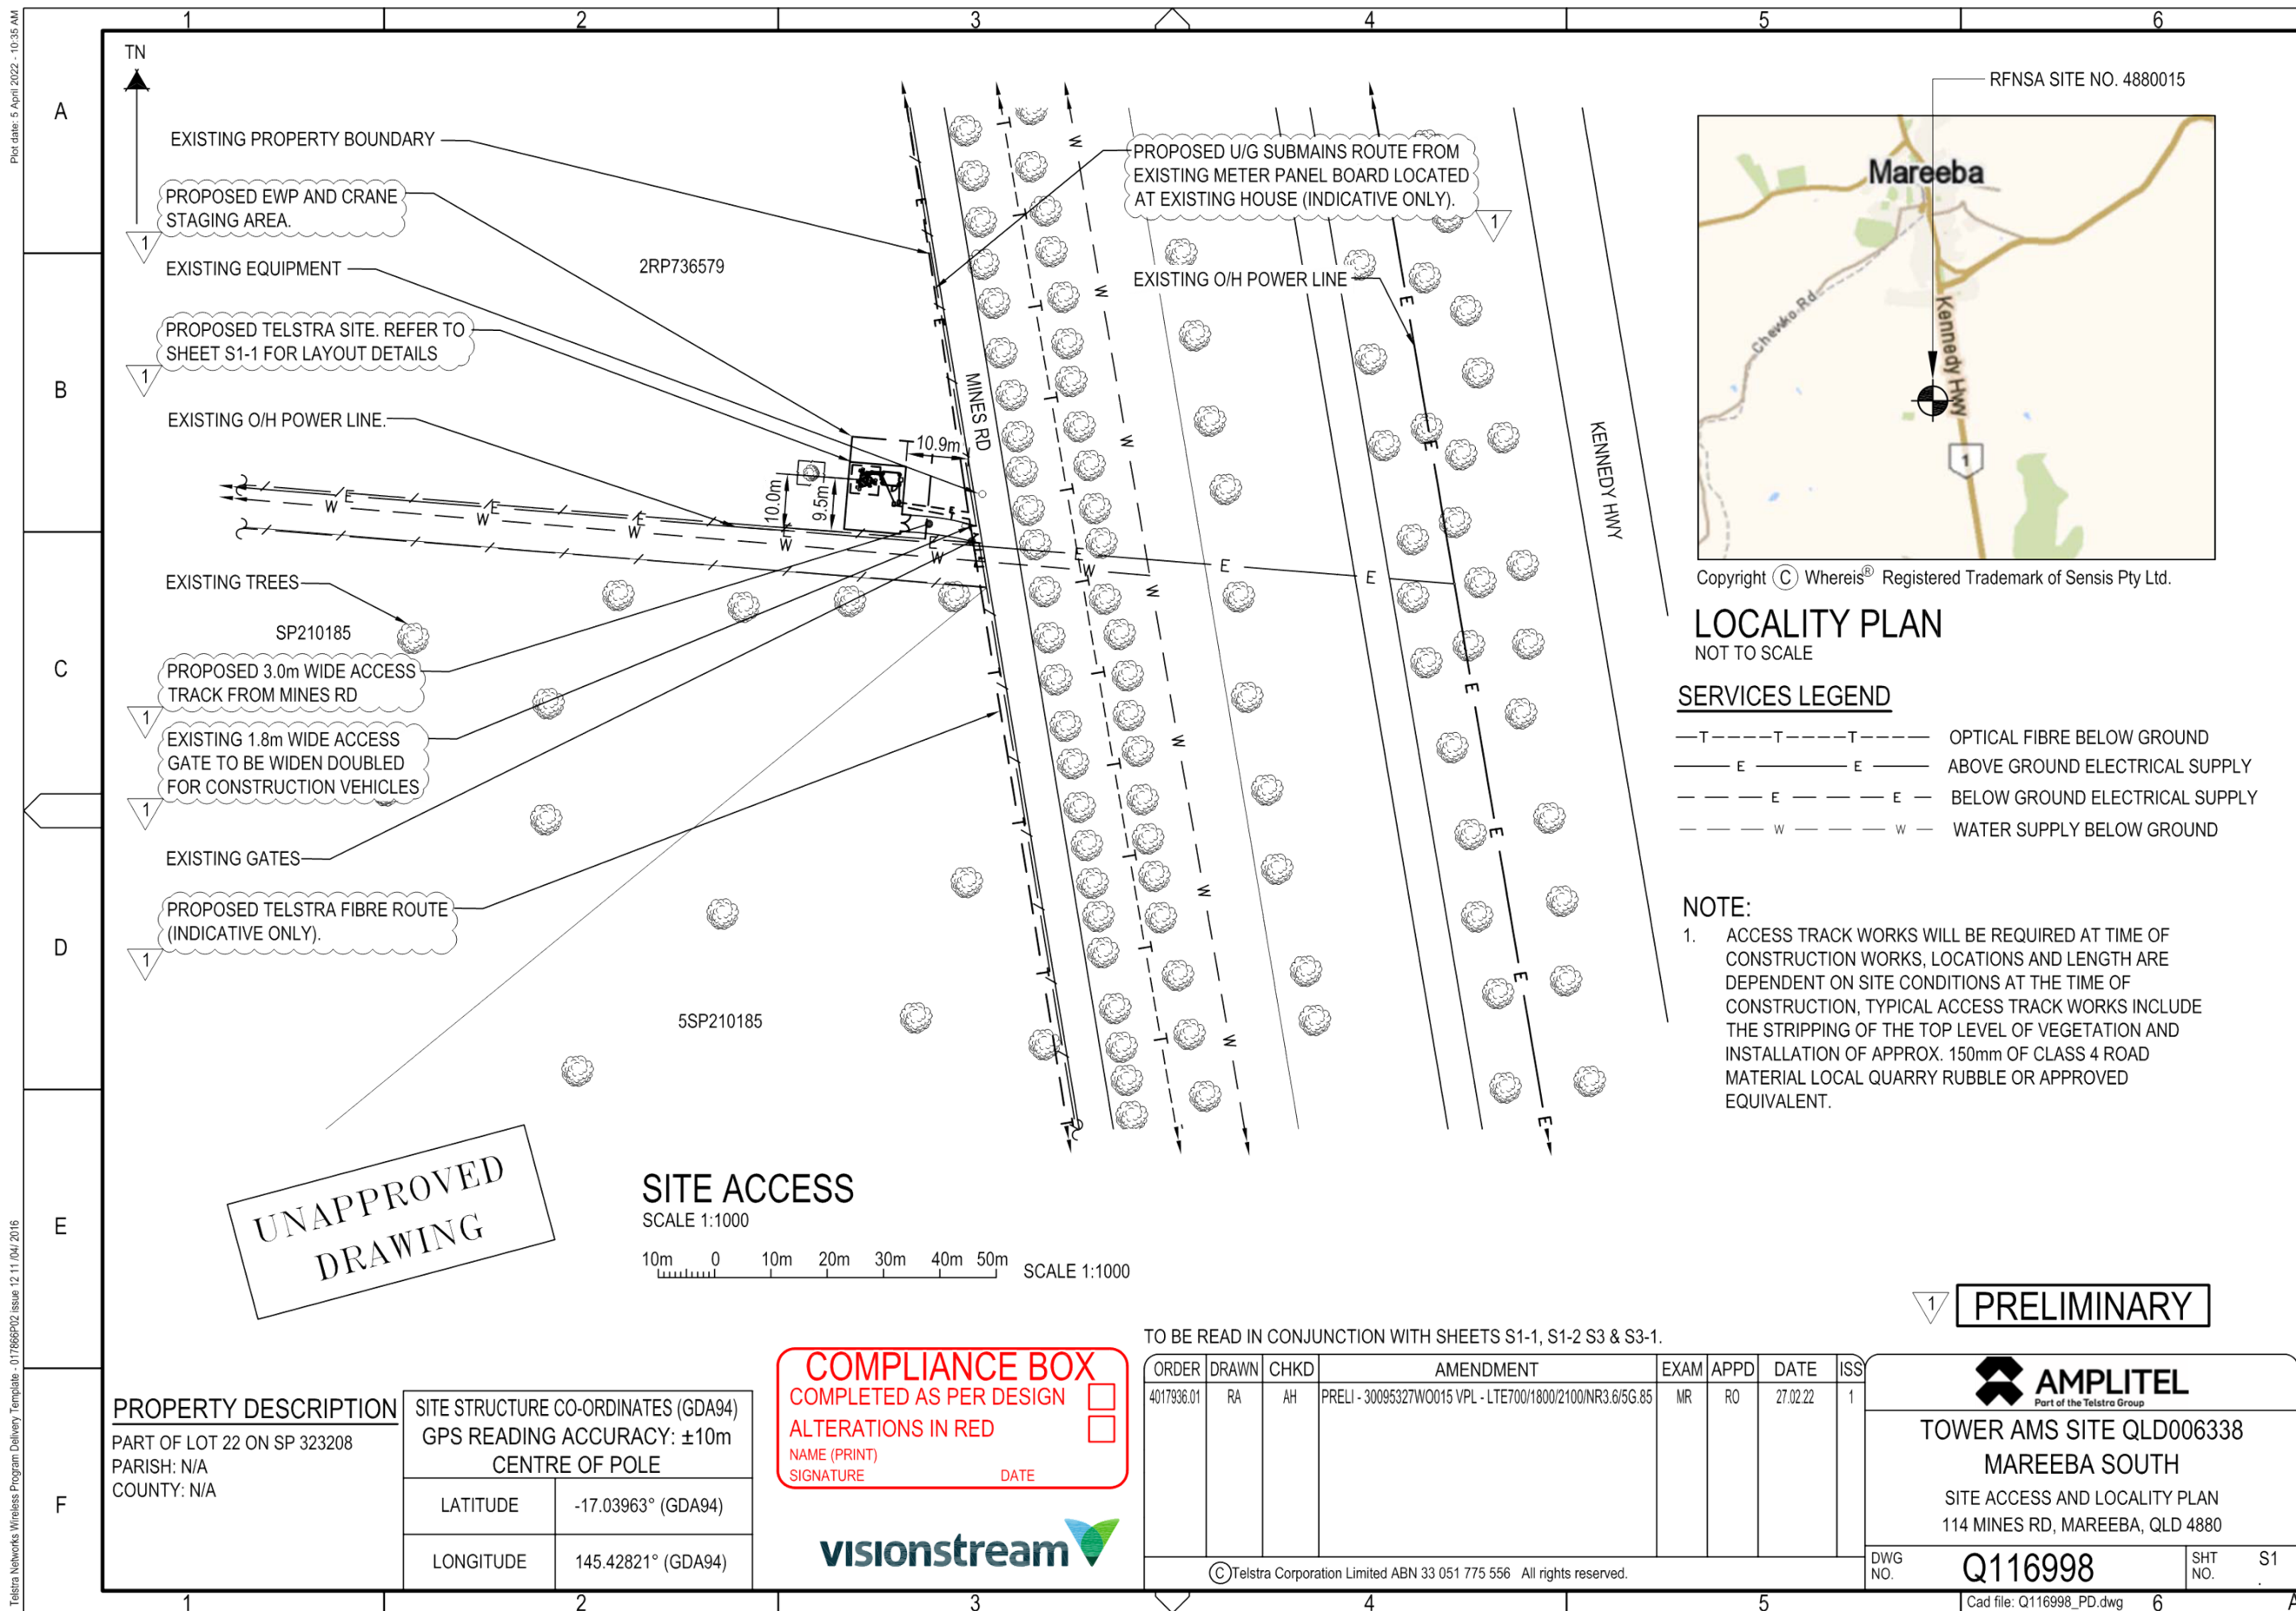 1 2 3 4 5 6
Plot date: 5 April 2022 - 10:35 AM
Telstra Networks Wireless Program Delivery Template - 017866P02 issue 12 11/04/ 2016
A
B
C
D
E
F
TN
EXISTING PROPERTY BOUNDARY
PROPOSED EWP AND CRANE
STAGING AREA.
1
EXISTING EQUIPMENT
PROPOSED TELSTRA SITE. REFER TO
SHEET S1-1 FOR LAYOUT DETAILS
1
EXISTING O/H POWER LINE.
EXISTING TREES
SP210185
PROPOSED 3.0m WIDE ACCESS
TRACK FROM MINES RD
1
EXISTING 1.8m WIDE ACCESS
GATE TO BE WIDEN DOUBLED
FOR CONSTRUCTION VEHICLES
1
EXISTING GATES
PROPOSED TELSTRA FIBRE ROUTE
(INDICATIVE ONLY).
1
2RP736579
10.9m
10.0m
9.5m
MINES RD
5SP210185
PROPOSED U/G SUBMAINS ROUTE FROM
EXISTING METER PANEL BOARD LOCATED
AT EXISTING HOUSE (INDICATIVE ONLY).
1
EXISTING O/H POWER LINE
KENNEDY HWY
RFNSA SITE NO. 4880015
Mareeba
Chewko Rd
Kennedy Hwy
1
Copyright C Whereis® Registered Trademark of Sensis Pty Ltd.
LOCALITY PLAN
NOT TO SCALE
SERVICES LEGEND
T T T OPTICAL FIBRE BELOW GROUND
E E ABOVE GROUND ELECTRICAL SUPPLY
E E BELOW GROUND ELECTRICAL SUPPLY
W W WATER SUPPLY BELOW GROUND
NOTE:
1. ACCESS TRACK WORKS WILL BE REQUIRED AT TIME OF
CONSTRUCTION WORKS, LOCATIONS AND LENGTH ARE
DEPENDENT ON SITE CONDITIONS AT THE TIME OF
CONSTRUCTION, TYPICAL ACCESS TRACK WORKS INCLUDE
THE STRIPPING OF THE TOP LEVEL OF VEGETATION AND
INSTALLATION OF APPROX. 150mm OF CLASS 4 ROAD
MATERIAL LOCAL QUARRY RUBBLE OR APPROVED
EQUIVALENT.
UNAPPROVED
DRAWING
SITE ACCESS
SCALE 1:1000
10m 0 10m 20m 30m 40m 50m SCALE 1:1000
1 PRELIMINARY
PROPERTY DESCRIPTION
PART OF LOT 22 ON SP 323208
PARISH: N/A
COUNTY: N/A
SITE STRUCTURE CO-ORDINATES (GDA94)
GPS READING ACCURACY: ±10m
CENTRE OF POLE
LATITUDE -17.03963° (GDA94)
LONGITUDE 145.42821° (GDA94)
COMPLIANCE BOX
COMPLETED AS PER DESIGN
ALTERATIONS IN RED
NAME (PRINT)
SIGNATURE DATE
visionstream
TO BE READ IN CONJUNCTION WITH SHEETS S1-1, S1-2 S3 & S3-1.
ORDER DRAWN CHKD AMENDMENT EXAM APPD DATE ISS
4017936.01 RA AH PRELI - 30095327WO015 VPL - LTE700/1800/2100/NR3.6/5G.85 MR RO 27.02.22 1
C Telstra Corporation Limited ABN 33 051 775 556 All rights reserved.
AMPLITEL
Part of the Telstra Group
TOWER AMS SITE QLD006338
MAREEBA SOUTH
SITE ACCESS AND LOCALITY PLAN
114 MINES RD, MAREEBA, QLD 4880
DWG NO. Q116998 SHT NO. S1
Cad file: Q116998_PD.dwg
1 2 3 4 5 6